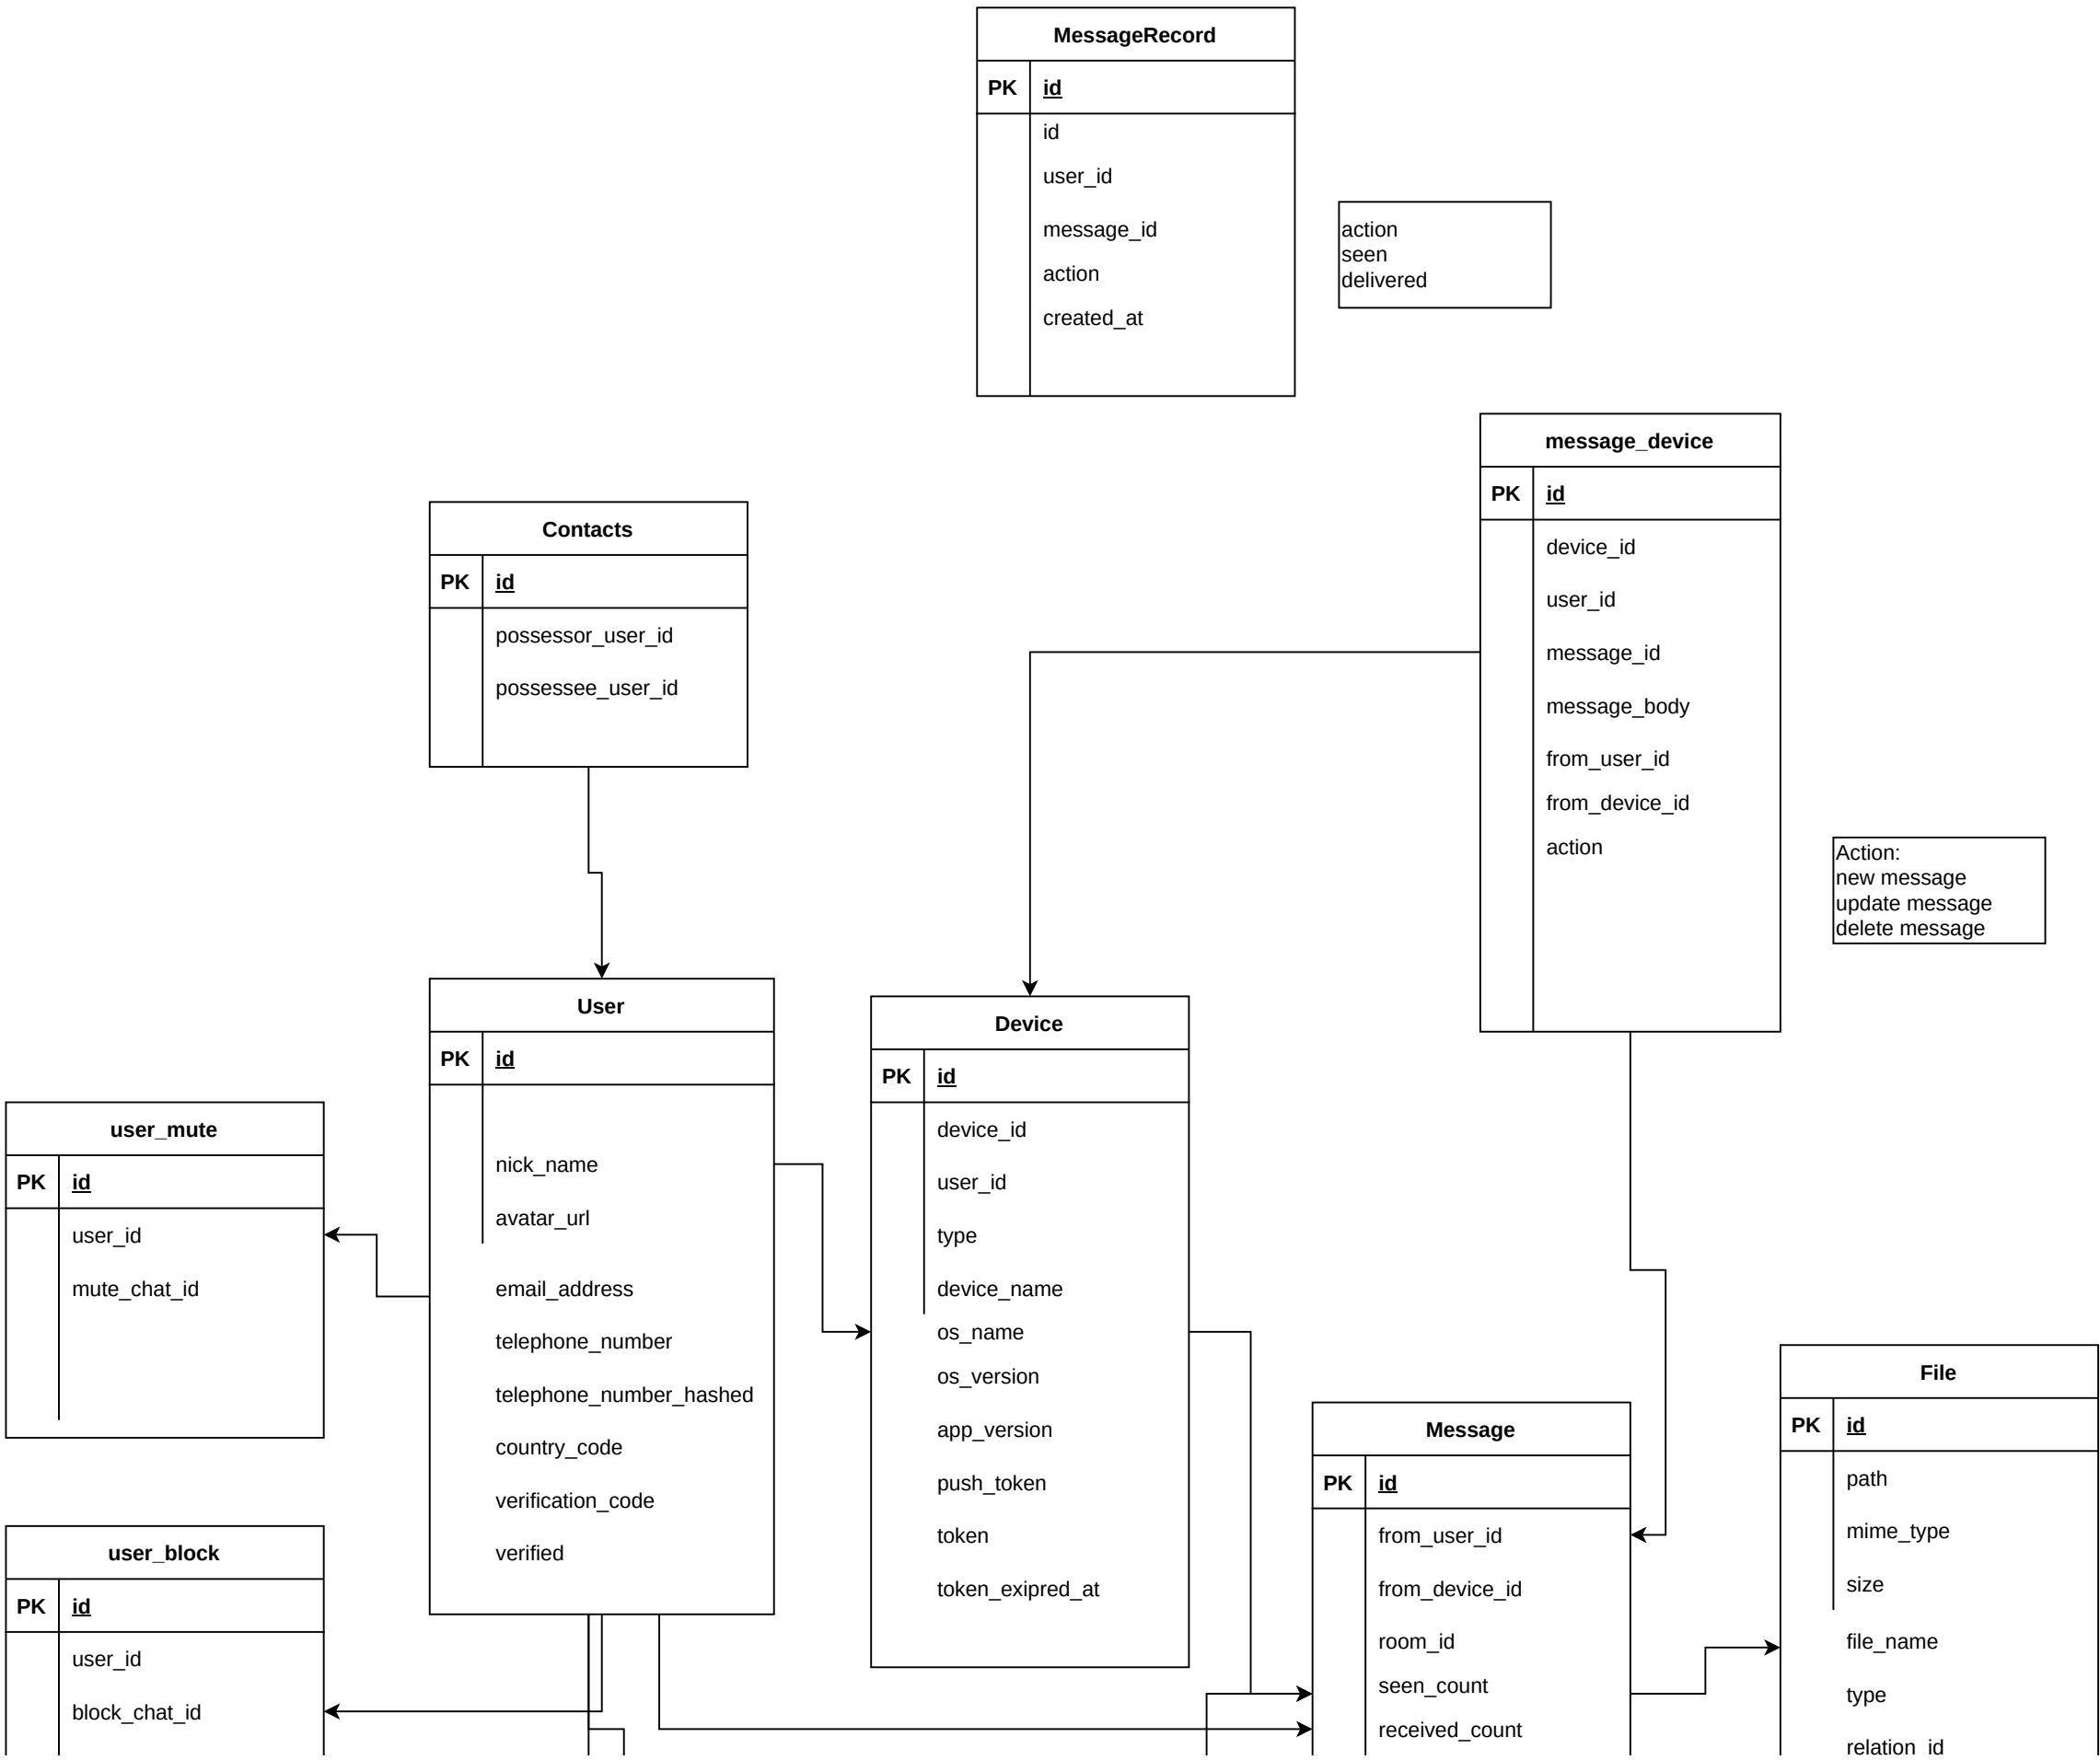 MessageRecord
PK id
id
user_id
message_id
action
created_at
action
seen
delivered
message_device
PK id
device_id
user_id
message_id
message_body
from_user_id
from_device_id
action
Action:
new message
update message
delete message
Contacts
PK id
possessor_user_id
possessee_user_id
User
PK id
nick_name
avatar_url
email_address
telephone_number
telephone_number_hashed
country_code
verification_code
verified
Device
PK id
device_id
user_id
type
device_name
os_name
os_version
app_version
push_token
token
token_exipred_at
user_mute
PK id
user_id
mute_chat_id
user_block
PK id
user_id
block_chat_id
Message
PK id
from_user_id
from_device_id
room_id
seen_count
received_count
File
PK id
path
mime_type
size
file_name
type
relation_id